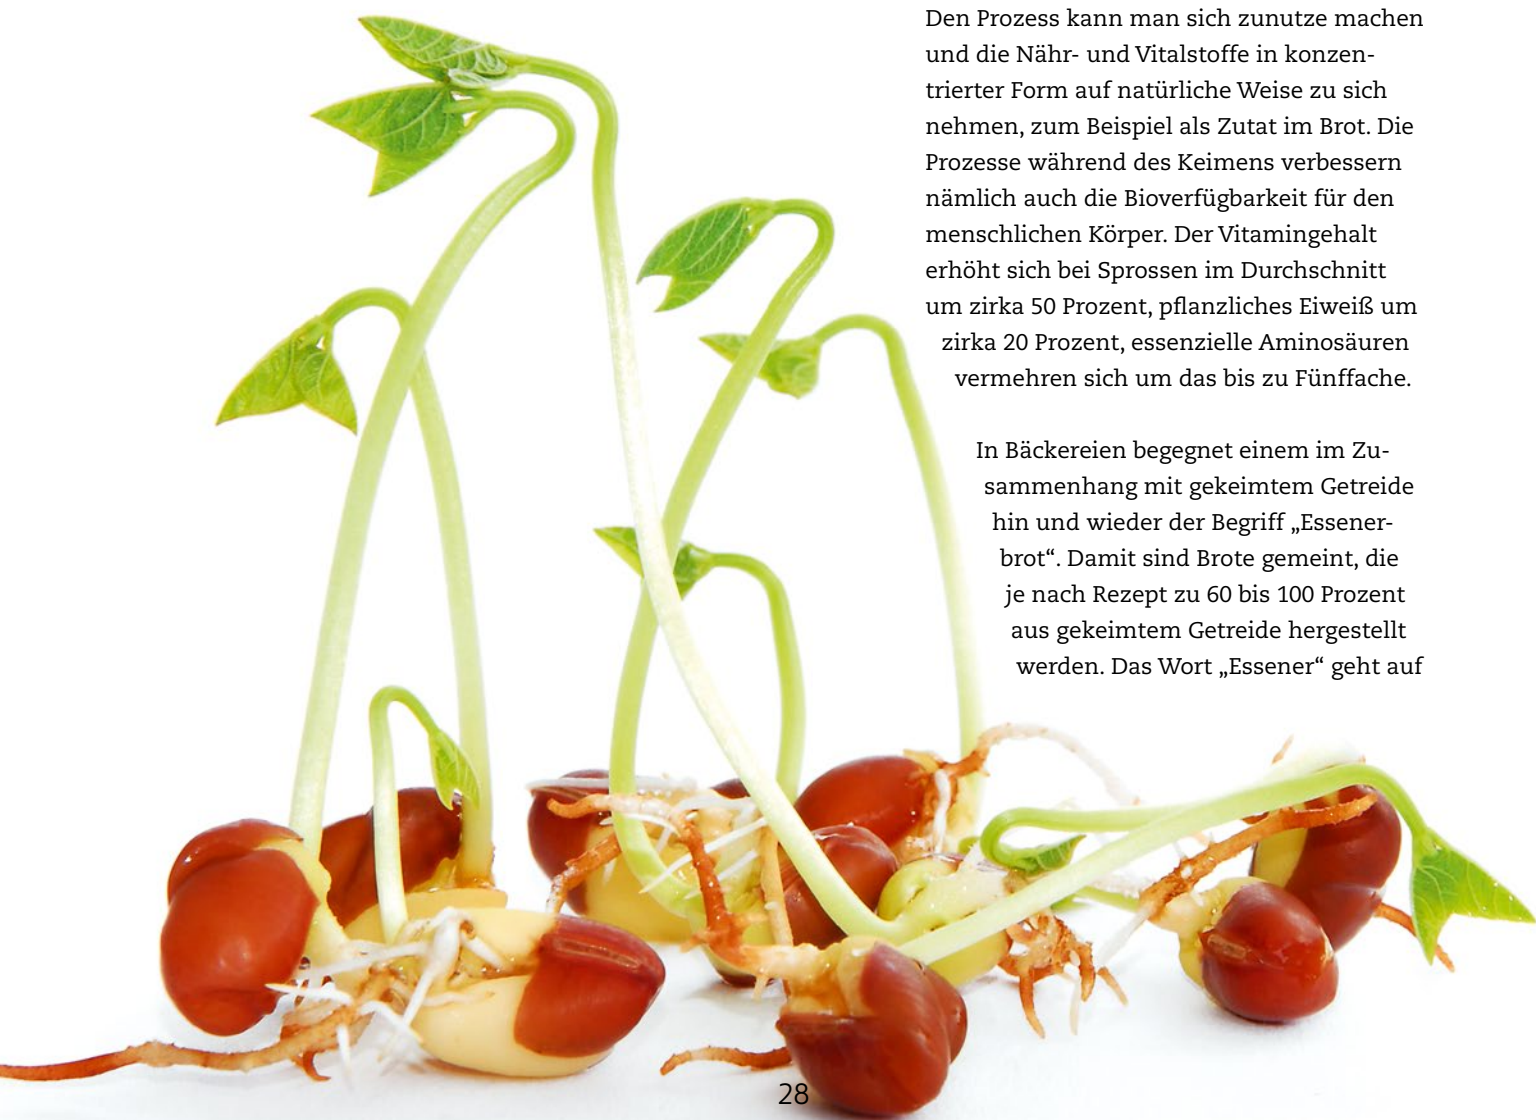 Den Prozess kann man sich zunutze machen
und die Nähr- und Vitalstoffe in konzen-
trierter Form auf natürliche Weise zu sich
nehmen, zum Beispiel als Zutat im Brot. Die
Prozesse während des Keimens verbessern
nämlich auch die Bioverfügbarkeit für den
menschlichen Körper. Der Vitamingehalt
erhöht sich bei Sprossen im Durchschnitt
um zirka 50 Prozent, pflanzliches Eiweiß um
zirka 20 Prozent, essenzielle Aminosäuren
vermehren sich um das bis zu Fünffache.
In Bäckereien begegnet einem im Zu-
sammenhang mit gekeimtem Getreide
hin und wieder der Begriff „Essener-
brot“. Damit sind Brote gemeint, die
je nach Rezept zu 60 bis 100 Prozent
aus gekeimtem Getreide hergestellt
werden. Das Wort „Essener“ geht auf
28